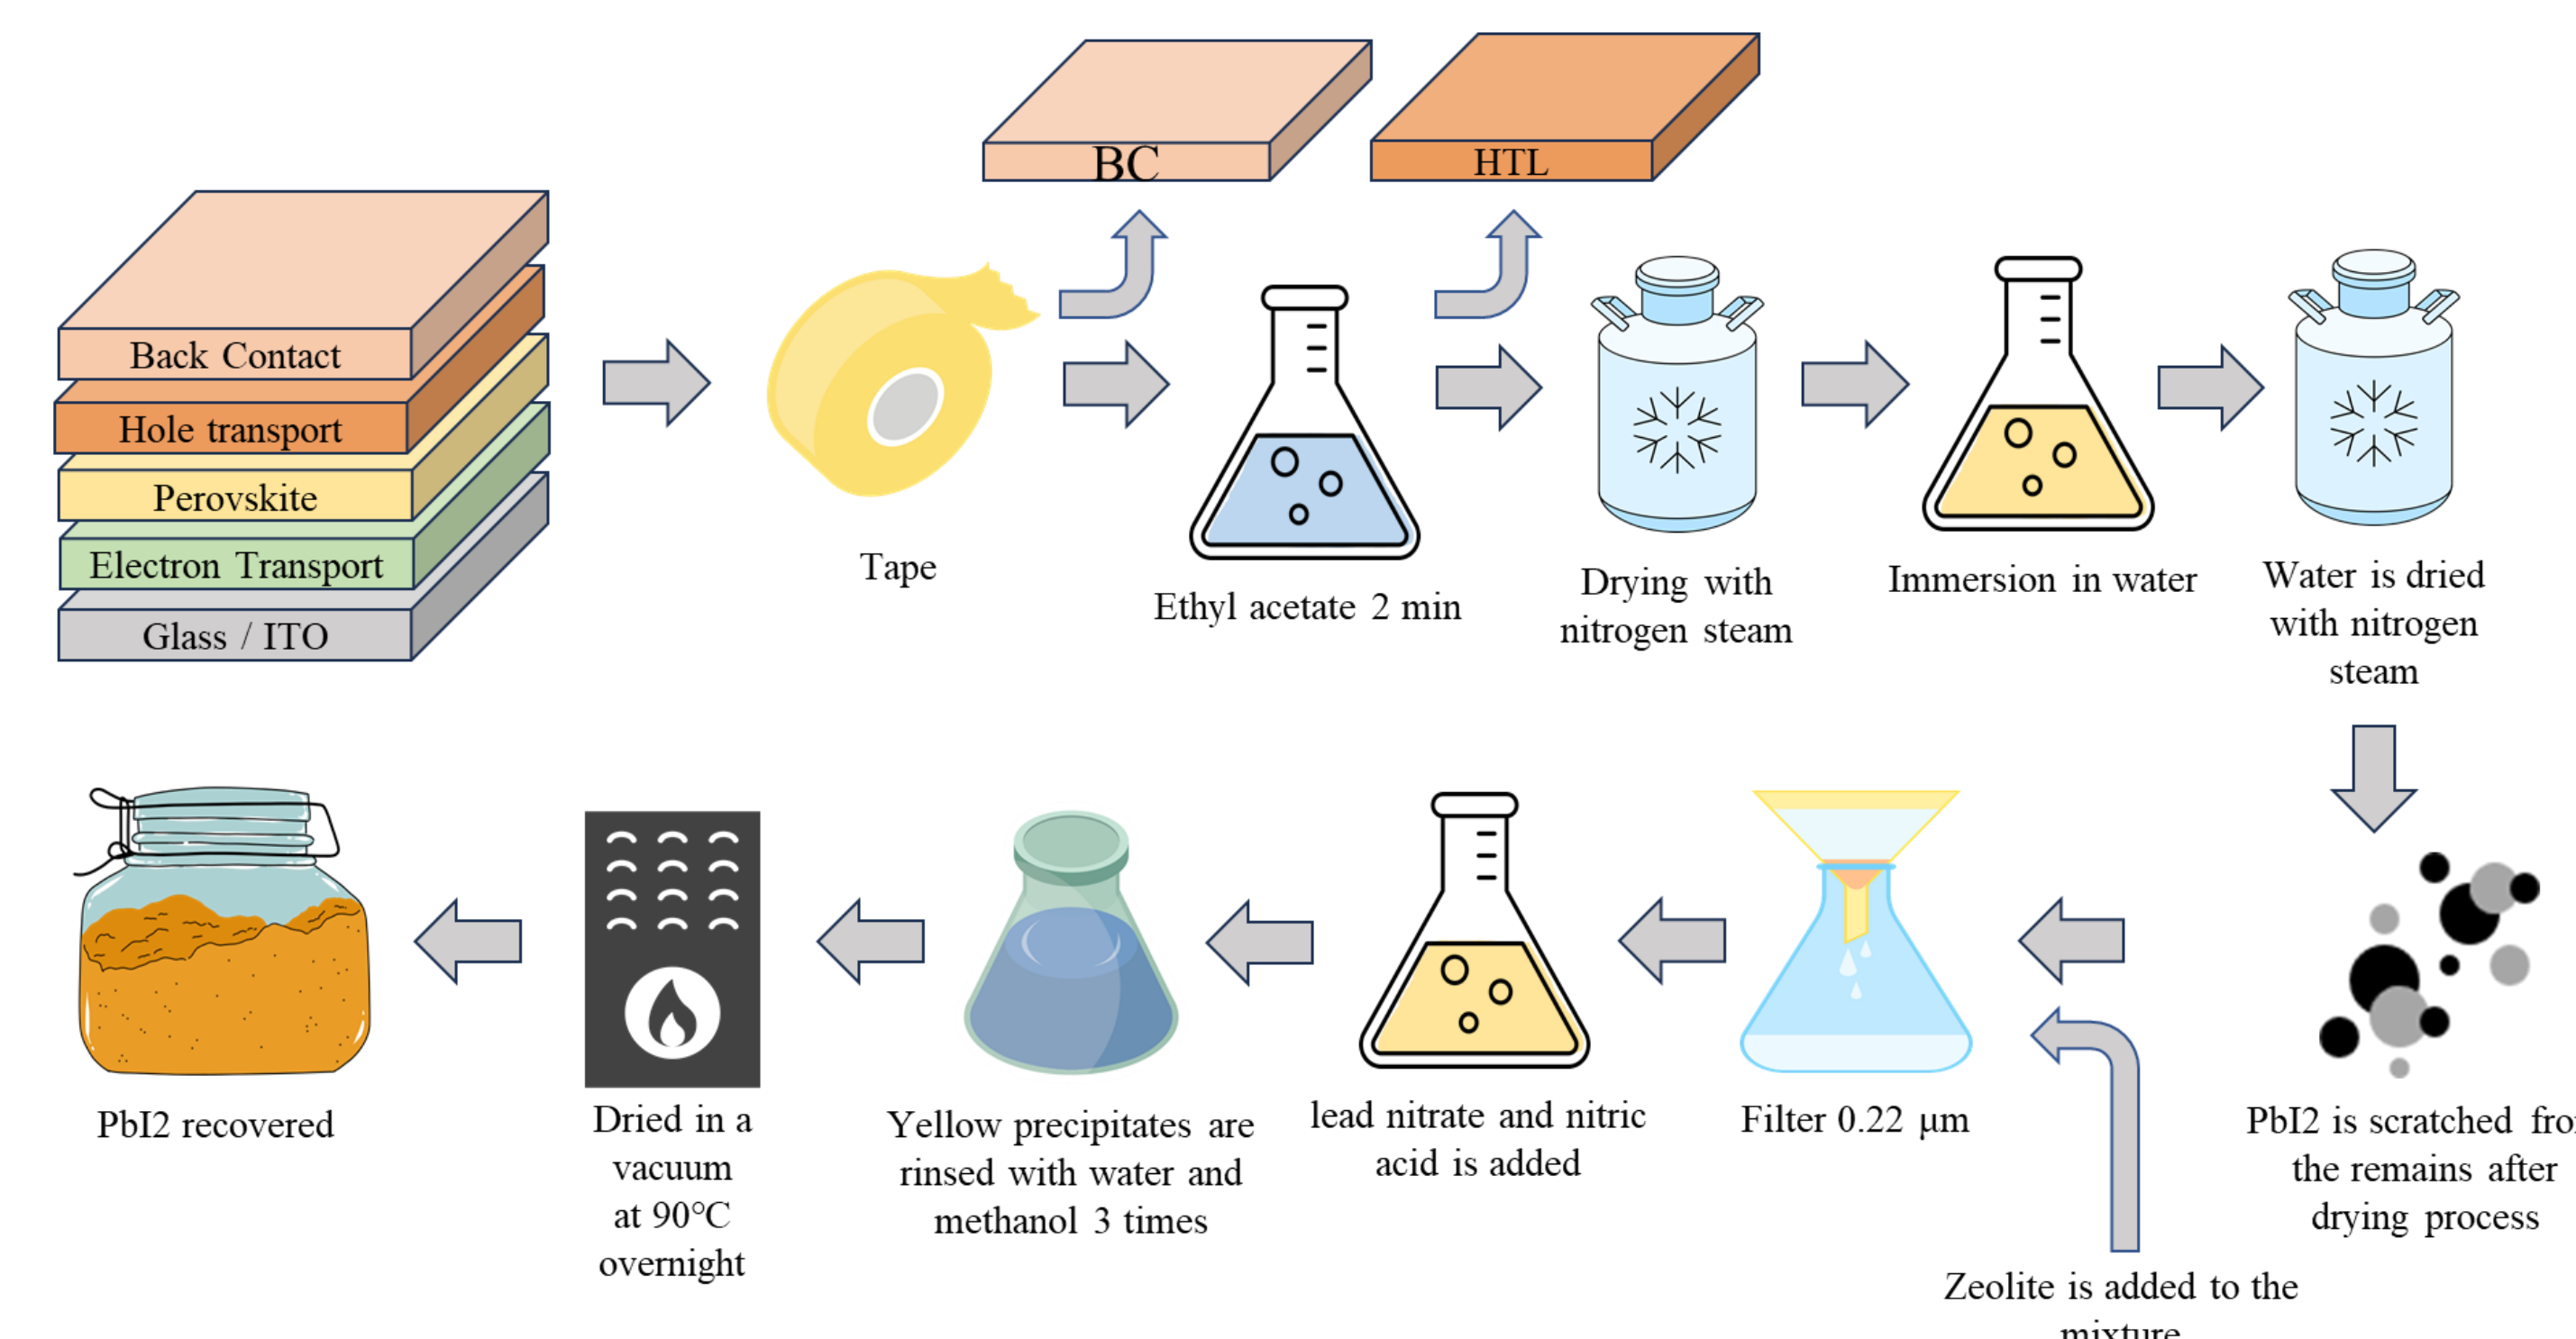 BC
HTL
Back Contact
Hole transport
Perovskite
Electron Transport
Glass / ITO
Tape
Ethyl acetate 2 min
Drying with
nitrogen steam
Immersion in water
Water is dried
with nitrogen
steam
PbI2 recovered
Dried in a
vacuum
at 90°C
overnight
Yellow precipitates are
rinsed with water and
methanol 3 times
lead nitrate and nitric
acid is added
Filter 0.22 μm
PbI2 is scratched
the remains after
drying process
Zeolite is added to the
mixture